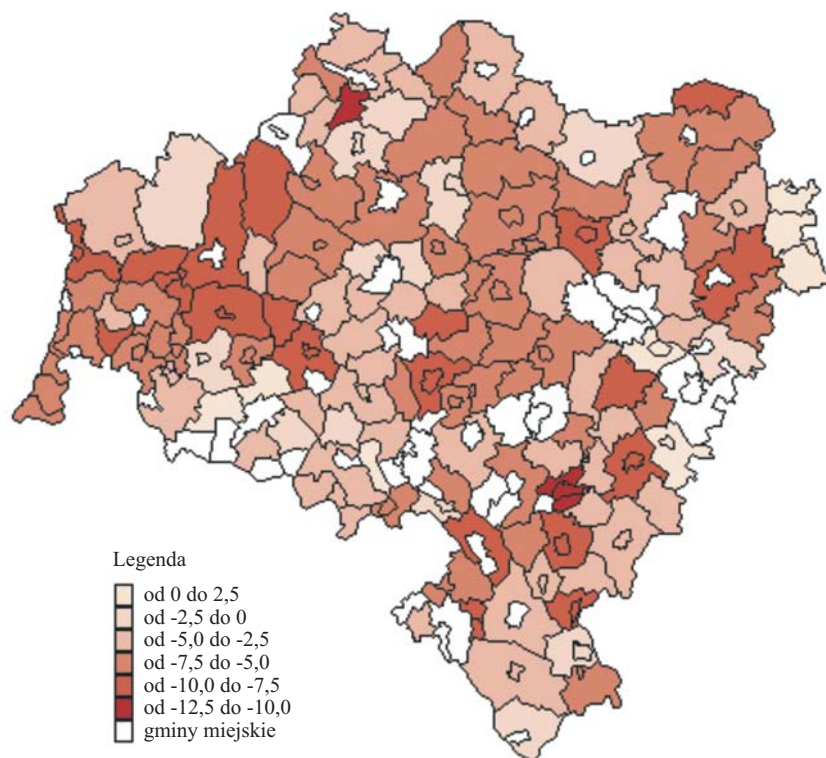 Legenda
od 0 do 2,5
od -2,5 do 0
od -5,0 do -2,5
od -7,5 do -5,0
od -10,0 do -7,5
od -12,5 do -10,0
gminy miejskie